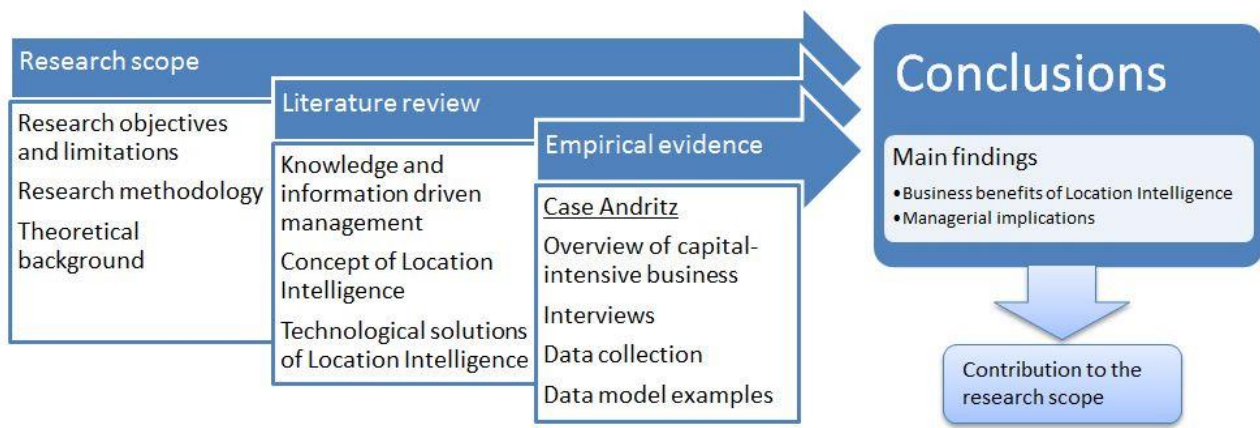 Research scope
Research objectives
and limitations
Research methodology
Theoretical
background
Literature review
Knowledge and
information driven
management
Concept of Location
Intelligence
Technological solutions
of Location Intelligence
Empirical evidence
Case Andritz
Overview of capital-
intensive business
Interviews
Data collection
Data model examples
Conclusions
Main findings
•Business benefits of Location Intelligence
•Managerial implications
Contribution to the
research scope